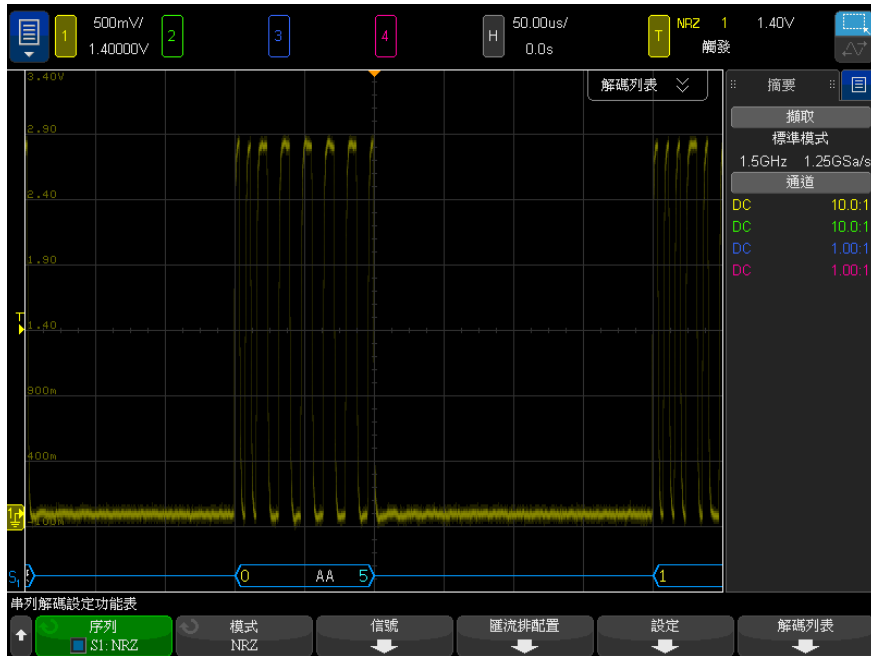 1 500mV/ 2 3 4 H 50.00us/ T NRZ 1 1.40V
1.40000V 0.0s 觸發
3.40V
解碼列表
摘要
2.90
擷取
標準模式
1.5GHz 1.25GSa/s
2.40
通道
DC 10.0:1
DC 10.0:1
DC 1.00:1
1.90
DC 1.00:1
T
1.40
900m
400m
1
-100m
S1 0 AA 5 1
串列解碼設定功能表
序列 模式 信號 匯流排配置 設定 解碼列表
S1: NRZ NRZ